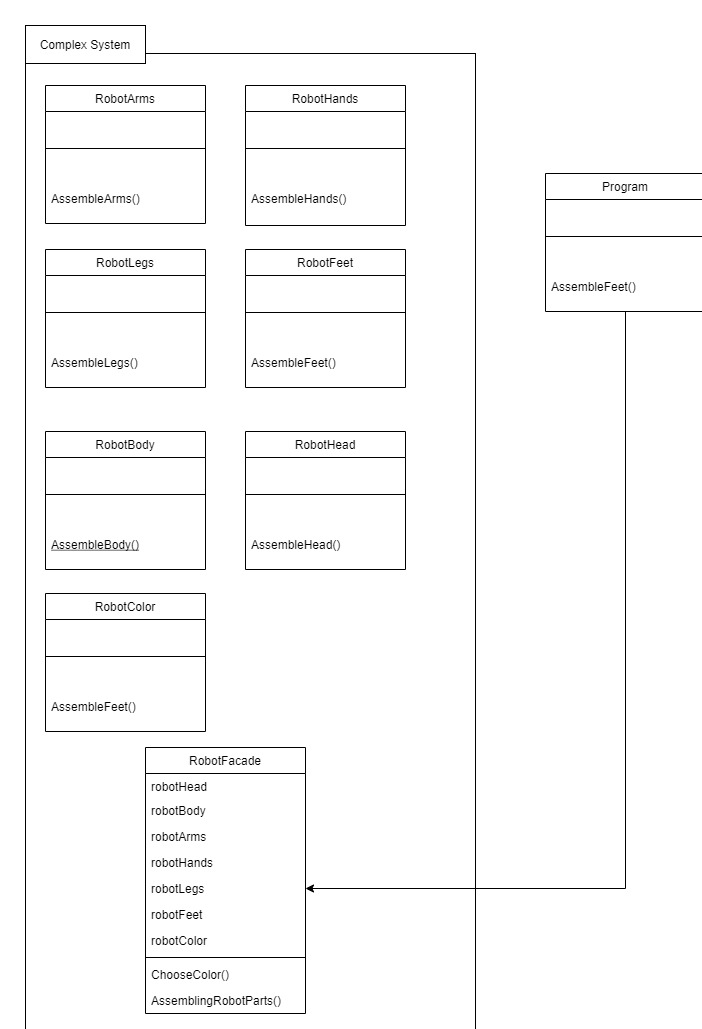 Complex System
RobotArms
AssembleArms()
RobotHands
AssembleHands()
Program
AssembleFeet()
RobotLegs
AssembleLegs()
RobotFeet
AssembleFeet()
RobotBody
AssembleBody()
RobotHead
AssembleHead()
RobotColor
AssembleFeet()
RobotFacade
robotHead
robotBody
robotArms
robotHands
robotLegs
robotFeet
robotColor
ChooseColor()
AssemblingRobotParts()